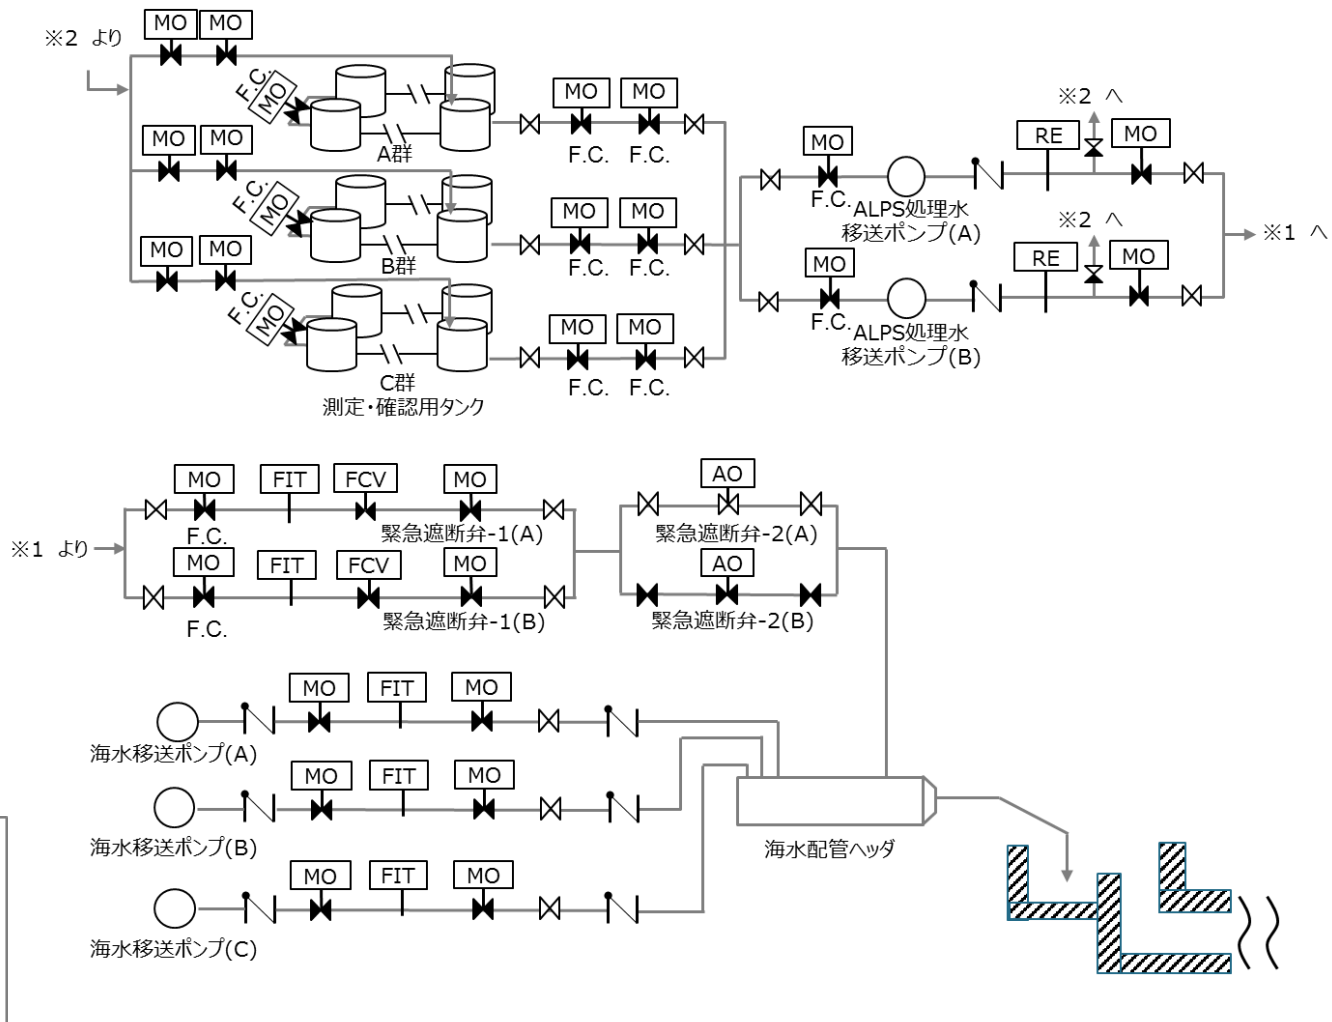 ※2 より
MO
MO
F.C.
MO
A群
MO
MO
F.C.
F.C.
MO
MO
F.C.
MO
B群
MO
MO
F.C.
F.C.
MO
MO
F.C.
MO
C群
MO
MO
F.C.
F.C.
測定・確認用タンク
MO
F.C.
ALPS処理水
移送ポンプ(A)
RE
※2 へ
MO
MO
F.C.
ALPS処理水
移送ポンプ(B)
RE
※2 へ
MO
※1 へ
※1 より
MO
F.C.
FIT
FCV
MO
緊急遮断弁-1(A)
MO
F.C.
FIT
FCV
MO
緊急遮断弁-1(B)
AO
緊急遮断弁-2(A)
AO
緊急遮断弁-2(B)
MO
FIT
MO
海水移送ポンプ(A)
MO
FIT
MO
海水移送ポンプ(B)
MO
FIT
MO
海水移送ポンプ(C)
海水配管ヘッダ